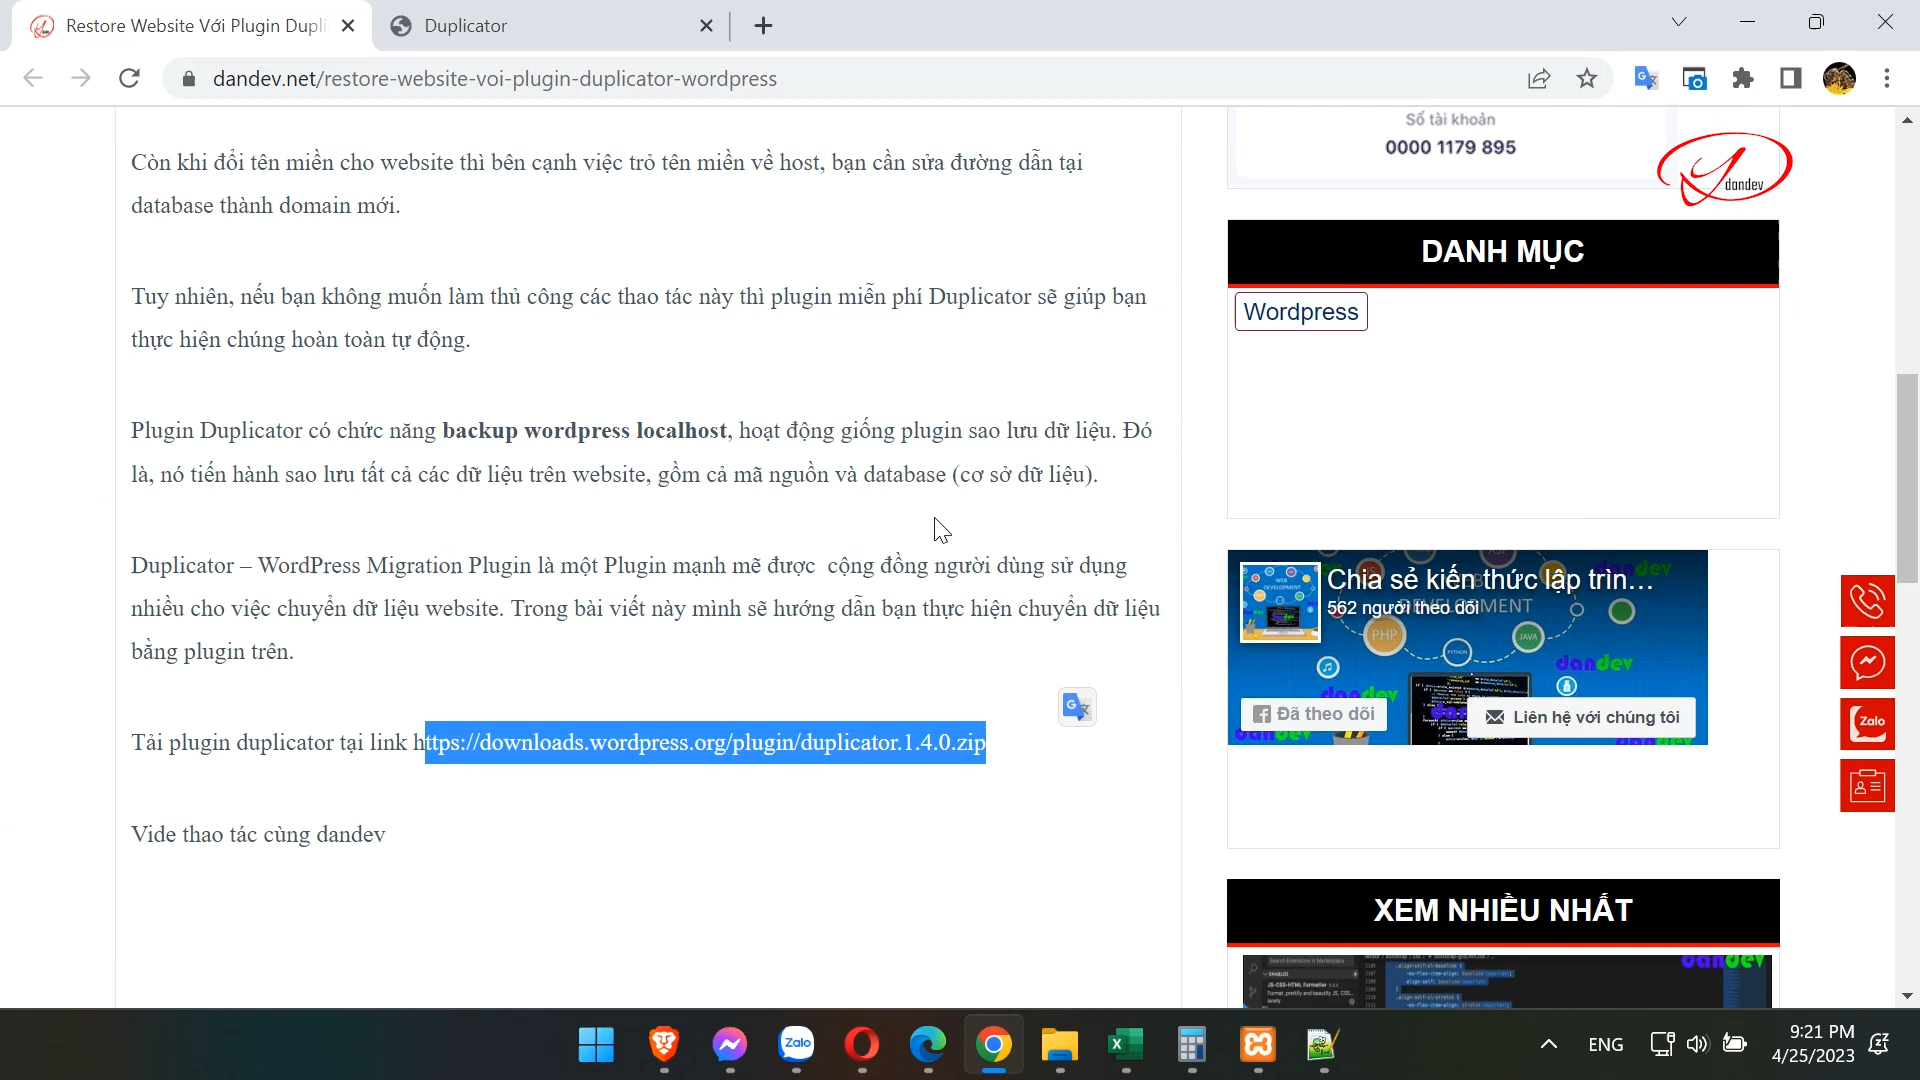 Restore Website Với Plugin Dupli
Duplicator
dandev.net/restore-website-voi-plugin-duplicator-wordpress
Còn khi đổi tên miền cho website thì bên cạnh việc trỏ tên miền về host, bạn cần sửa đường dẫn tại
database thành domain mới.
Tuy nhiên, nếu bạn không muốn làm thủ công các thao tác này thì plugin miễn phí Duplicator sẽ giúp bạn
thực hiện chúng hoàn toàn tự động.
Plugin Duplicator có chức năng backup wordpress localhost, hoạt động giống plugin sao lưu dữ liệu. Đó
là, nó tiến hành sao lưu tất cả các dữ liệu trên website, gồm cả mã nguồn và database (cơ sở dữ liệu).
Duplicator – WordPress Migration Plugin là một Plugin mạnh mẽ được cộng đồng người dùng sử dụng
nhiều cho việc chuyển dữ liệu website. Trong bài viết này mình sẽ hướng dẫn bạn thực hiện chuyển dữ liệu
bằng plugin trên.
Tải plugin duplicator tại link https://downloads.wordpress.org/plugin/duplicator.1.4.0.zip
Vide thao tác cùng dandev
Số tài khoản
0000 1179 895
dandev
DANH MỤC
Wordpress
Chia sẻ kiến thức lập trìn...
562 người theo dõi
DEVELOPMENT
PHP
JAVA
PYTHON
dandev
Đã theo dõi
Liên hệ với chúng tôi
XEM NHIỀU NHẤT
dandev
Zalo
Zalo
ENG
9:21 PM
4/25/2023